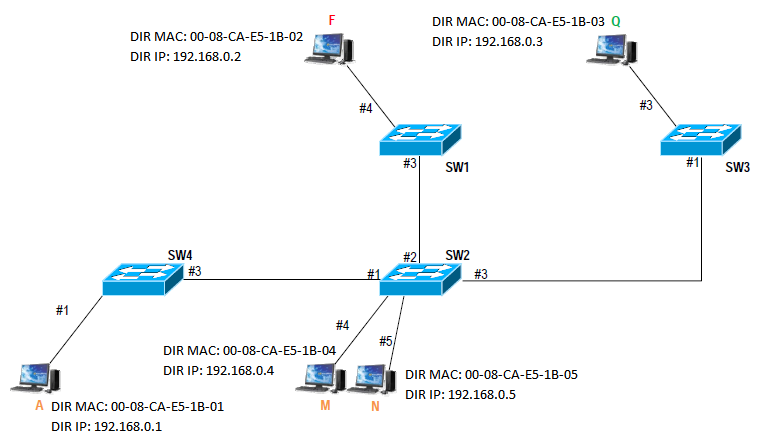 F
DIR MAC: 00-08-CA-E5-1B-02
DIR IP: 192.168.0.2
DIR MAC: 00-08-CA-E5-1B-03 Q
DIR IP: 192.168.0.3
#4
#3
#3
SW1
#1
SW3
SW4
#3
#1
#2
SW2
#3
#1
#4
#5
DIR MAC: 00-08-CA-E5-1B-04
DIR IP: 192.168.0.4
DIR MAC: 00-08-CA-E5-1B-05
DIR IP: 192.168.0.5
A
DIR MAC: 00-08-CA-E5-1B-01
DIR IP: 192.168.0.1
M
N